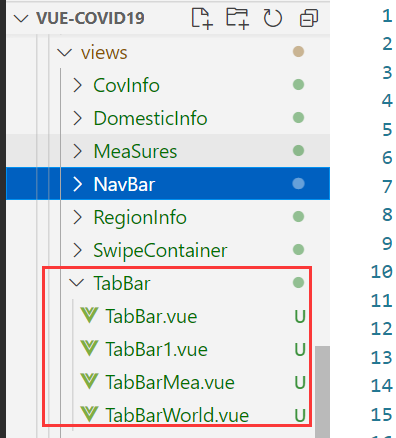 VUE-COVID19
views
CovInfo
DomesticInfo
MeaSures
NavBar
RegionInfo
SwipeContainer
TabBar
TabBar.vue U
TabBar1.vue U
TabBarMea.vue U
TabBarWorld.vue U
1
2
3
4
5
6
7
8
9
10
11
12
13
14
15